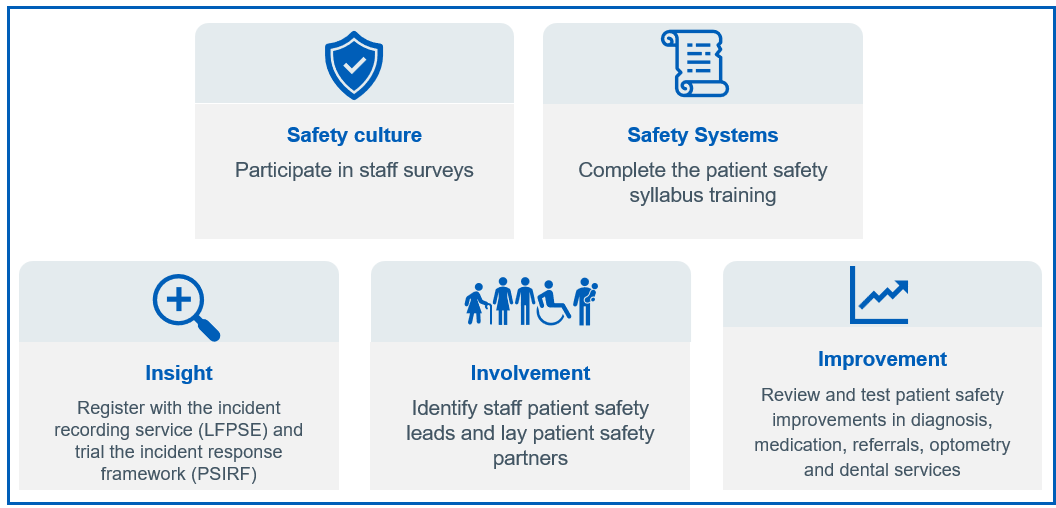 Safety culture
Participate in staff surveys
Safety Systems
Complete the patient safety
syllabus training
Insight
Register with the incident
recording service (LFPSE) and
trial the incident response
framework (PSIRF)
Involvement
Identify staff patient safety
leads and lay patient safety
partners
Improvement
Review and test patient safety
improvements in diagnosis,
medication, referrals, optometry
and dental services